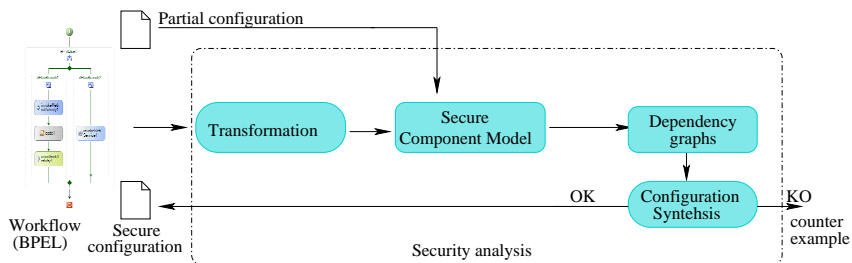 Partial configuration
Transformation
Secure
Component Model
Dependency
graphs
Configuration
Syntehsis
OK
KO
counter
example
Workflow
(BPEL)
Secure
configuration
Security analysis